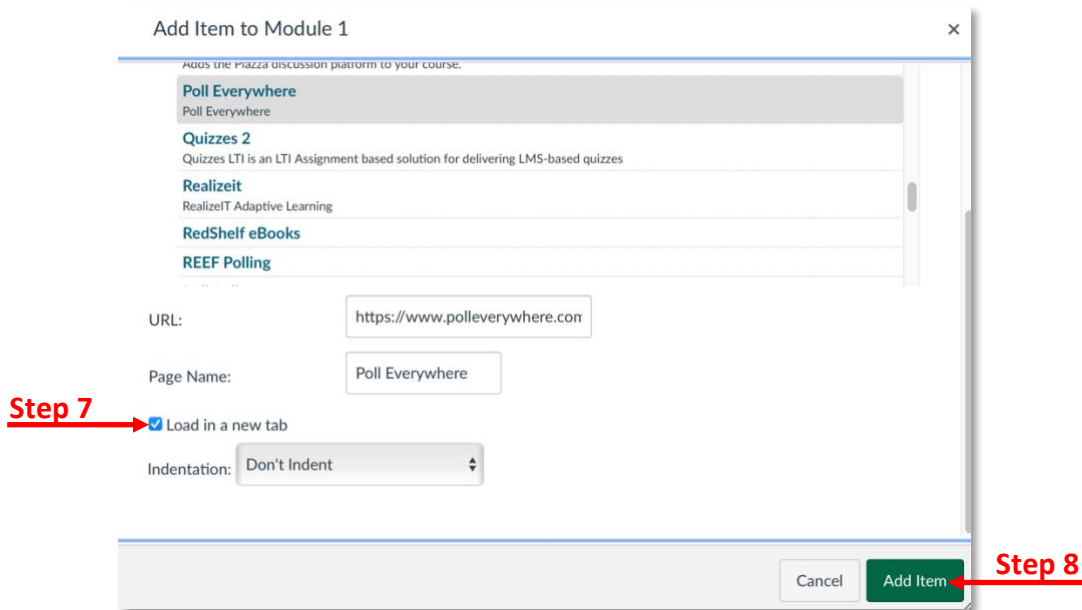 Add Item to Module 1 ×
Adds the Piazza discussion platform to your course.
Poll Everywhere
Poll Everywhere
Quizzes 2
Quizzes LTI is an LTI Assignment based solution for delivering LMS-based quizzes
Realizeit
RealizeIT Adaptive Learning
RedShelf eBooks
REEF Polling
URL: https://www.polleverywhere.com
Page Name: Poll Everywhere
Step 7 Load in a new tab
Indentation: Don't Indent
Cancel Add Item Step 8